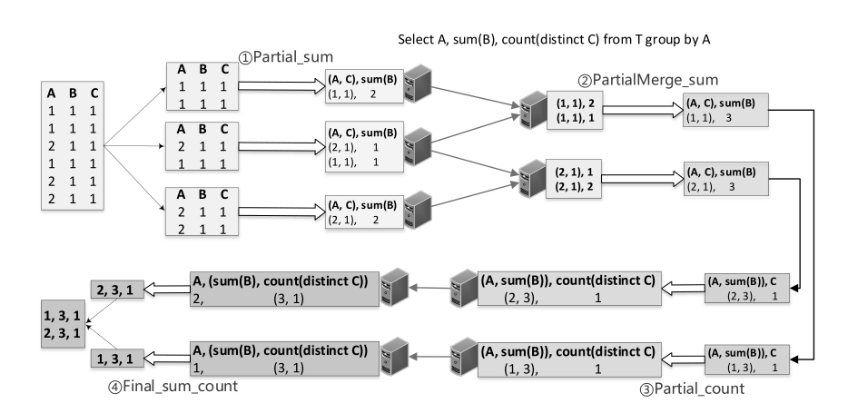 Select A, sum(B), count(distinct C) from T group by A
①Partial_sum
②PartialMerge_sum
A B C
1 1 1
1 1 1
2 1 1
1 1 1
2 1 1
2 1 1
A B C
1 1 1
1 1 1
(A, C), sum(B)
(1, 1), 2
A B C
2 1 1
1 1 1
(A, C), sum(B)
(2, 1), 1
(1, 1), 1
A B C
2 1 1
2 1 1
(A, C), sum(B)
(2, 1), 2
(1, 1), 2
(1, 1), 1
(A, C), sum(B)
(1, 1), 3
(2, 1), 1
(2, 1), 2
(A, C), sum(B)
(2, 1), 3
(A, sum(B)), C
(2, 3), 1
(A, sum(B)), count(distinct C)
(2, 3), 1
A, (sum(B), count(distinct C))
2, (3, 1)
2, 3, 1
(A, sum(B)), C
(1, 3), 1
(A, sum(B)), count(distinct C)
(1, 3), 1
A, (sum(B), count(distinct C))
1, (3, 1)
1, 3, 1
1, 3, 1
2, 3, 1
④Final_sum_count
③Partial_count